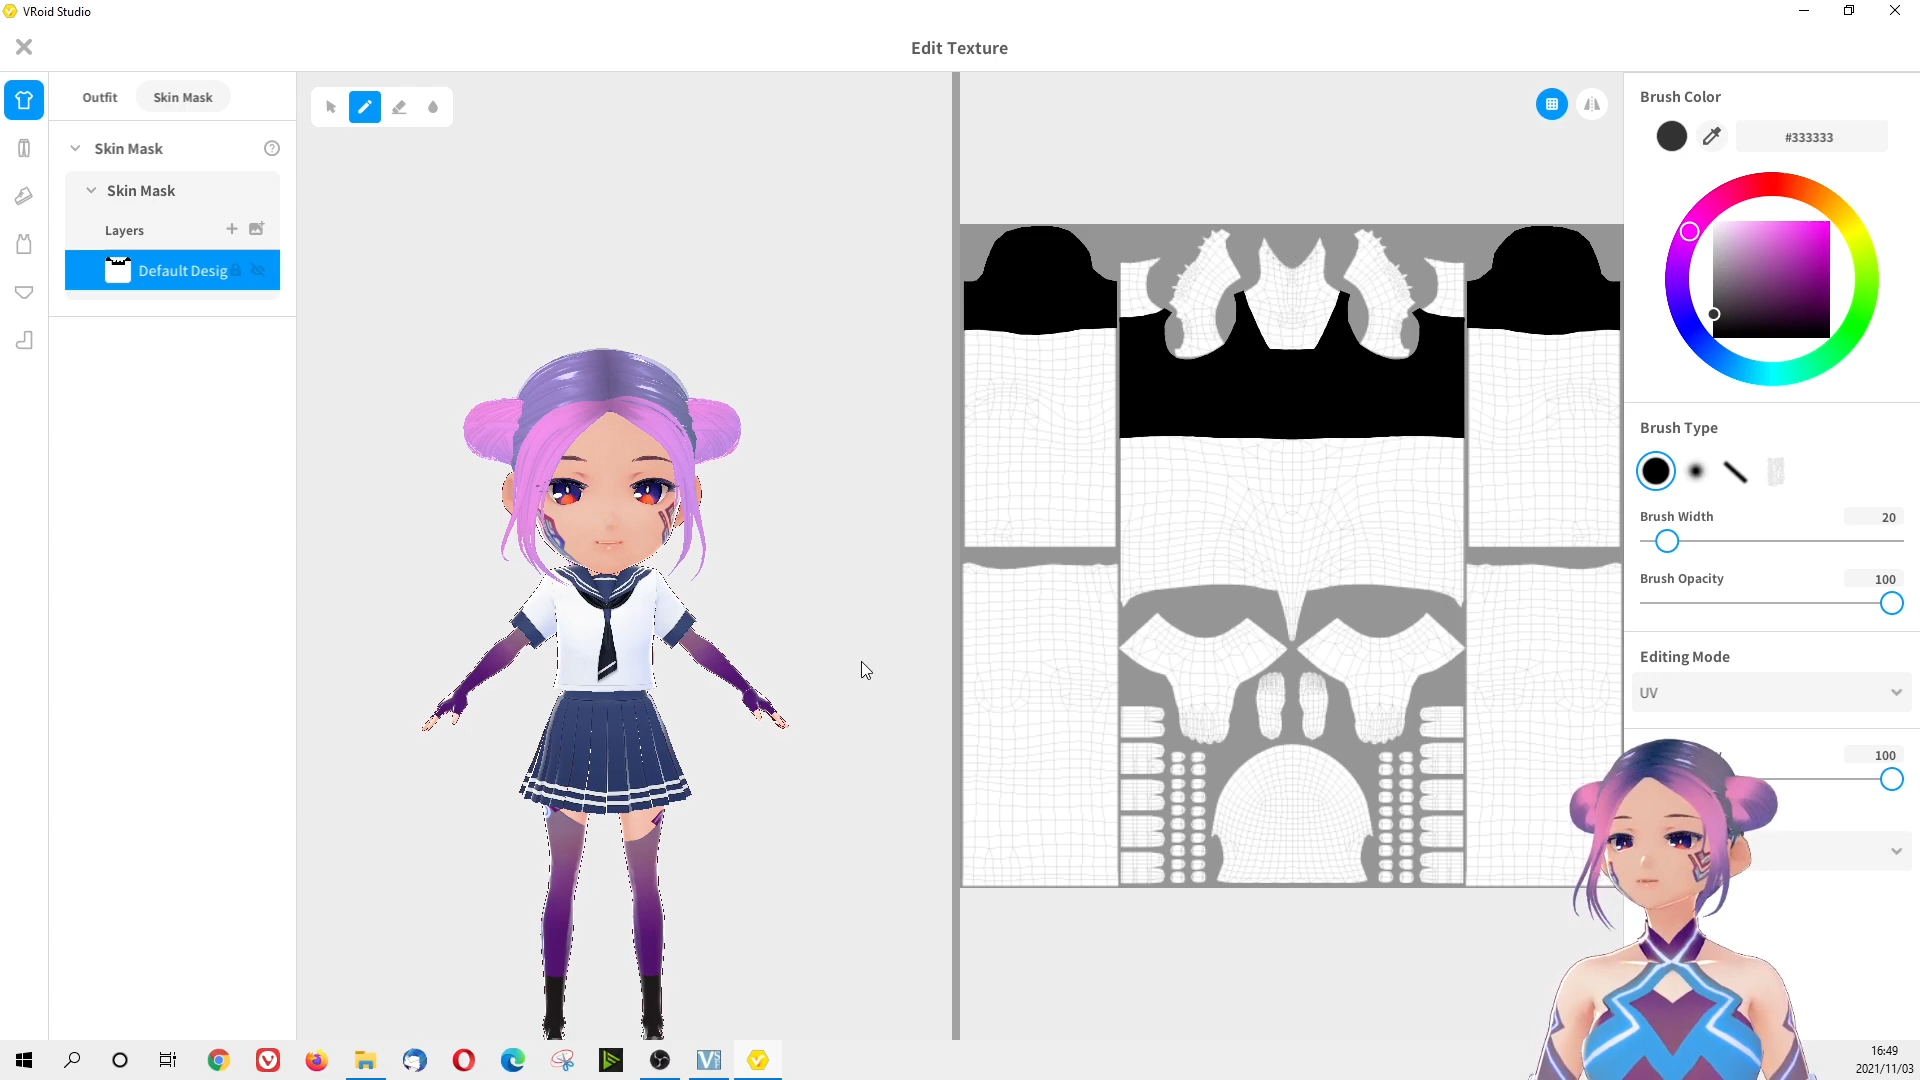 VRoid Studio
Edit Texture
Outfit
Skin Mask
Skin Mask
Skin Mask
Layers
Default Desig
Brush Color
#333333
Brush Type
Brush Width
20
Brush Opacity
100
Editing Mode
UV
100
16:49
2021/11/03